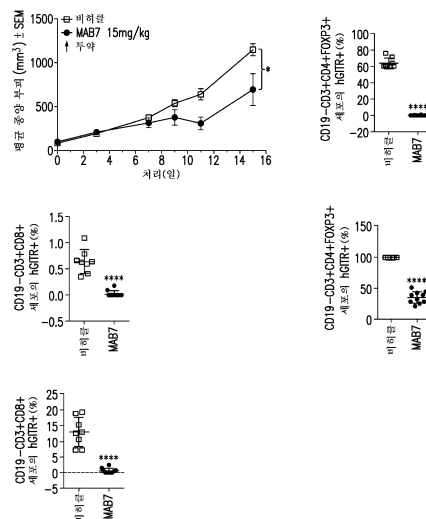 비히클
MAB7 15mg/kg
투약
평균 종양 부피(mm³)±SEM
1500
1000
500
0
0 2 4 6 8 10 12 14 16
처리(일)
*
CD19-CD3+CD4+FOXP3+
세포의 hGITR+(%)
100
80
60
40
20
0
-20
****
비히클
MAB7
CD19-CD3+CD8+
세포의 hGITR+(%)
1.5
1.0
0.5
0.0
-0.5
****
비히클
MAB7
CD19-CD3+CD4+FOXP3+
세포의 hGITR+(%)
150
100
50
0
****
비히클
MAB7
CD19-CD3+CD8+
세포의 hGITR+(%)
25
20
15
10
5
0
-5
****
비히클
MAB7